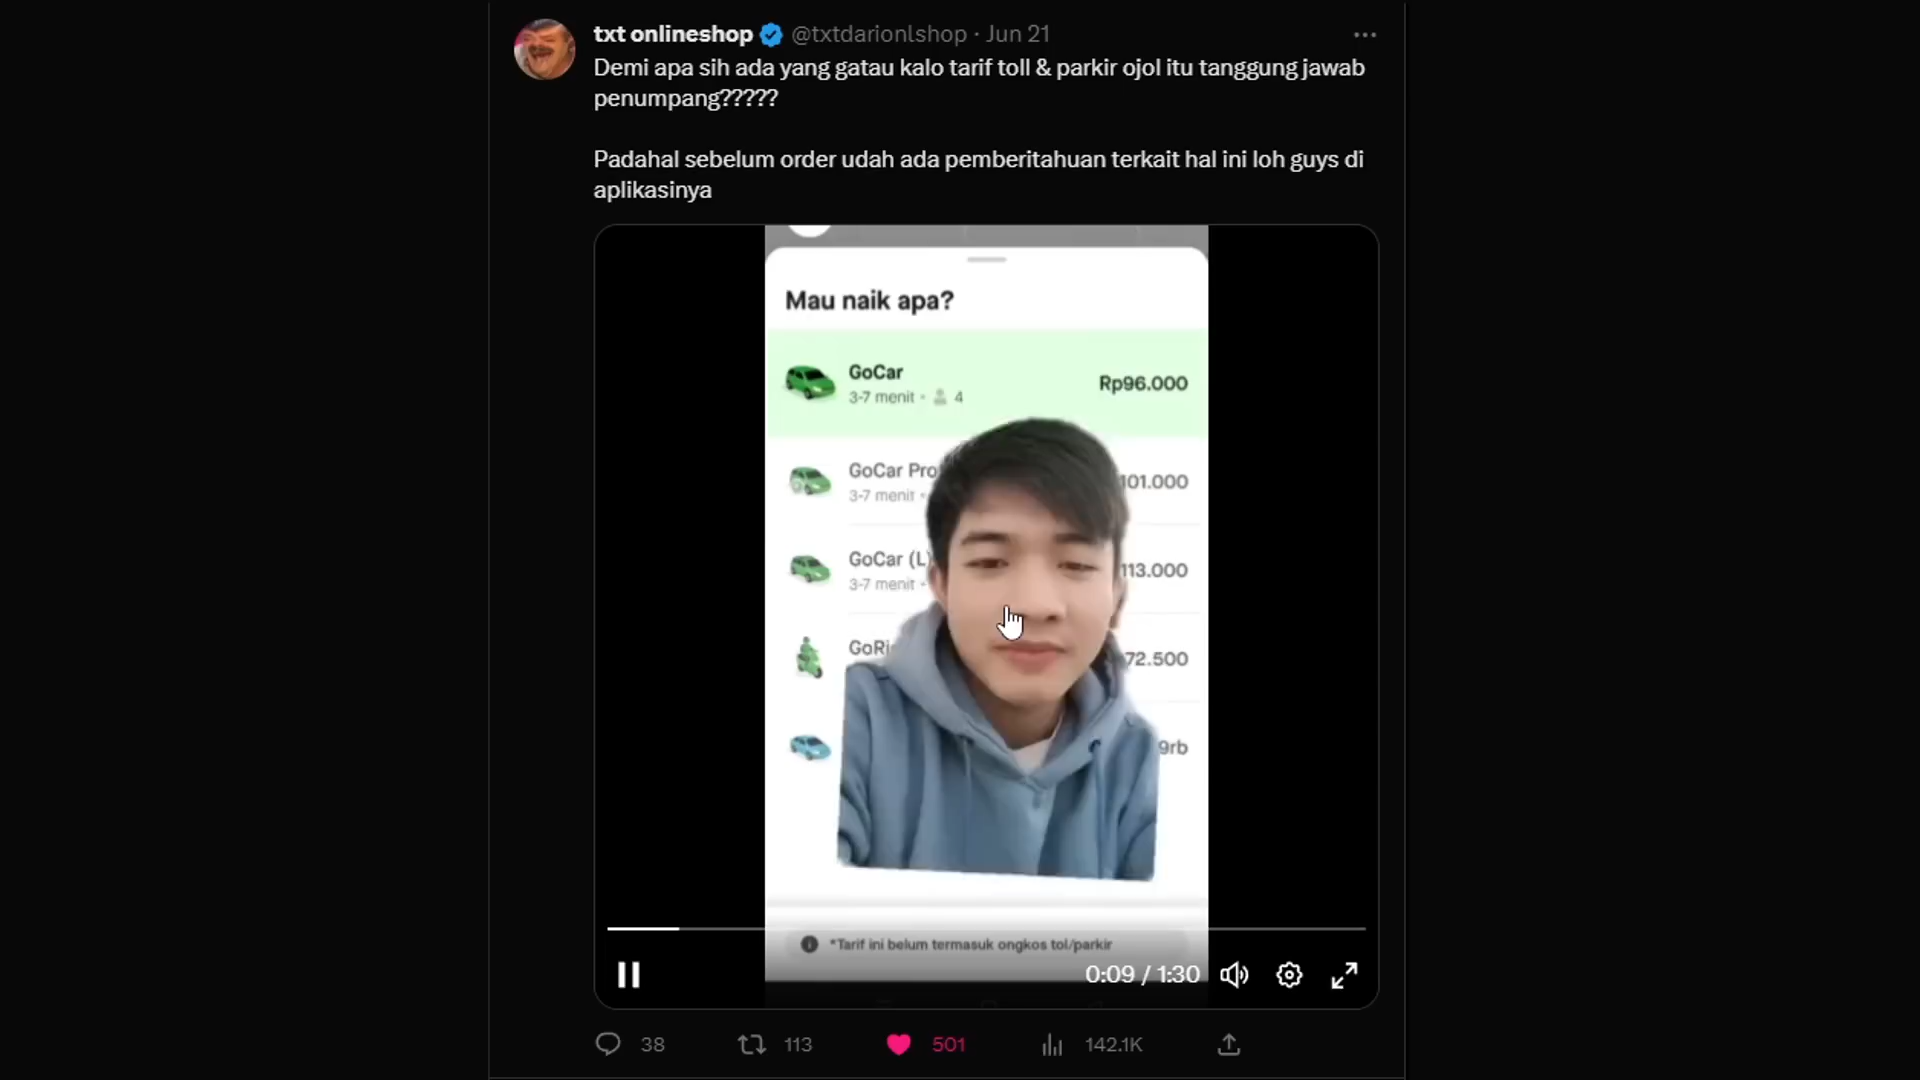 txt onlineshop @txtdarionlshop · Jun 21
Demi apa sih ada yang gatau kalo tarif toll & parkir ojol itu tanggung jawab
penumpang?????
Padahal sebelum order udah ada pemberitahuan terkait hal ini loh guys di
aplikasinya
Mau naik apa?
GoCar
Rp96.000
3-7 menit · 4
GoCar Pro
101.000
3-7 menit ·
GoCar (L)
113.000
3-7 menit ·
72.500
9rb
*Tarif ini belum termasuk ongkos tol/parkir
0:09 / 1:30
38 113 501 142.1K